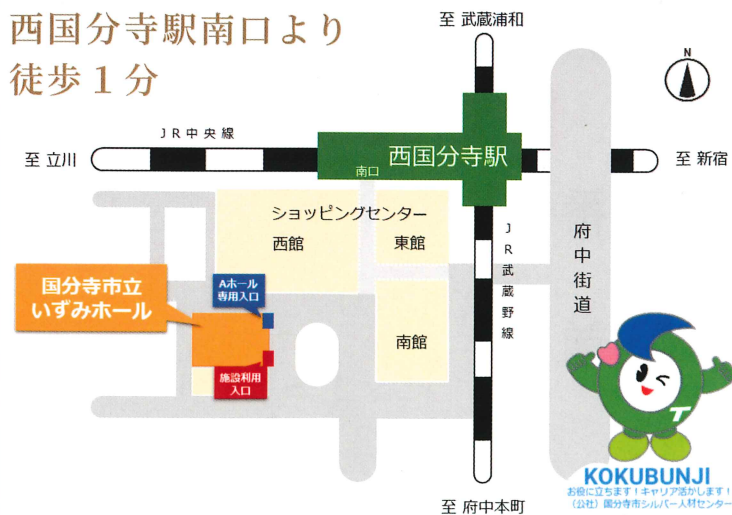 西国分寺駅南口より
徒歩１分
至 武蔵浦和
N
JR中央線
至 立川
西国分寺駅
南口
至 新宿
ショッピングセンター
西館
東館
JR武蔵野線
府中街道
国分寺市立
いずみホール
Aホール
専用入口
南館
施設利用
入口
T
KOKUBUNJI
お役に立ちます！キャリア活かします！
（公社）国分寺市シルバー人材センター
至 府中本町